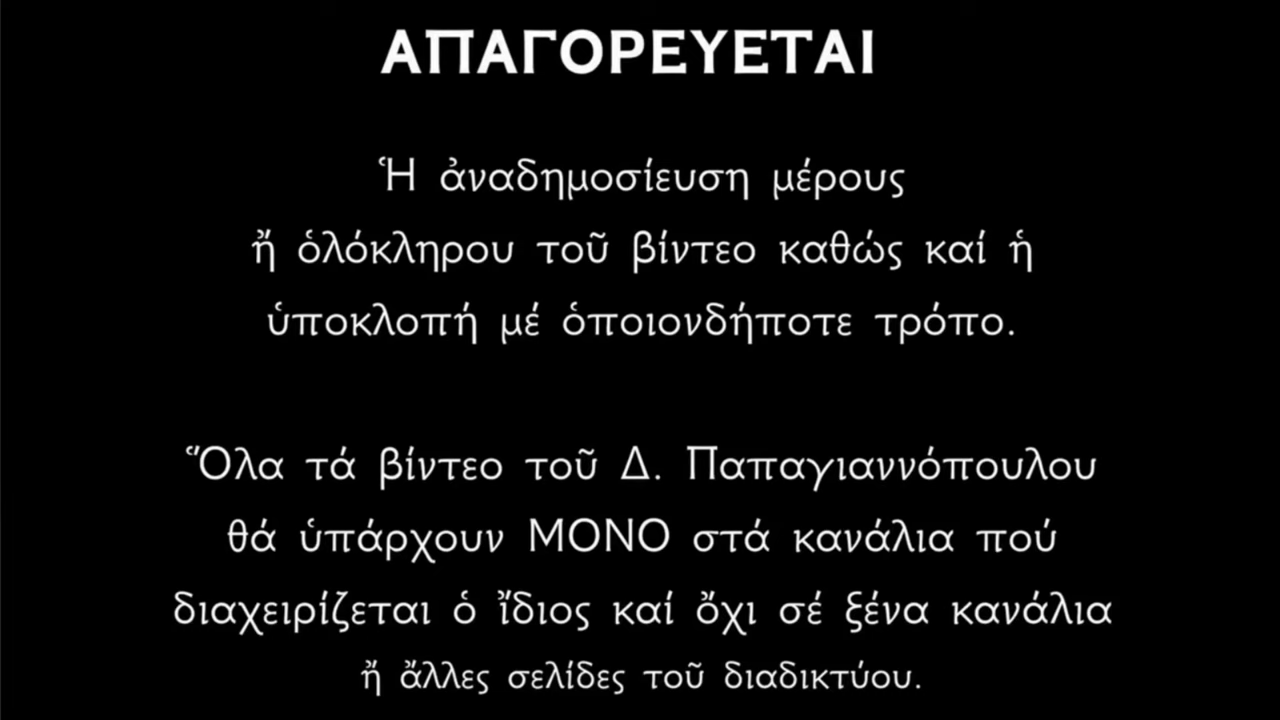 ΑΠΑΓΟΡΕΥΕΤΑΙ
Ἡ ἀναδημοσίευση μέρους
ἤ ὁλόκληρου τοῦ βίντεο καθώς καί ἡ
ὑποκλοπή μέ ὁποιονδήποτε τρόπο.
Ὅλα τά βίντεο τοῦ Δ. Παπαγιαννόπουλου
θά ὑπάρχουν ΜΟΝΟ στά κανάλια πού
διαχειρίζεται ὁ ἴδιος καί ὄχι σέ ξένα κανάλια
ἤ ἄλλες σελίδες τοῦ διαδικτύου.